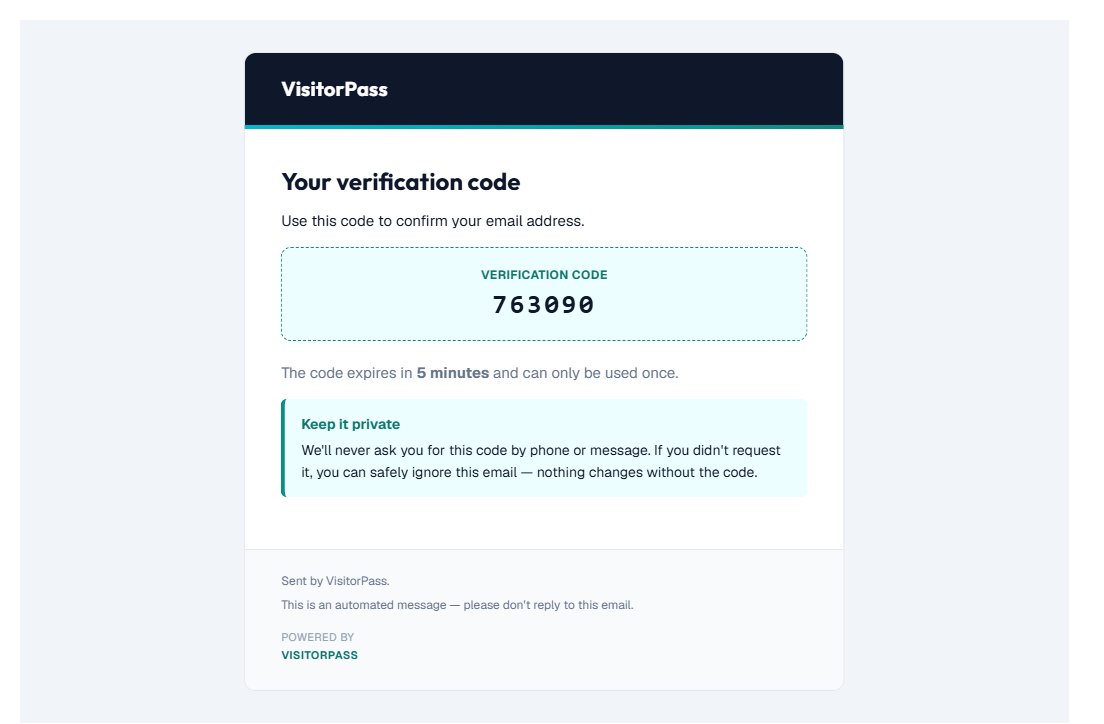 VisitorPass
Your verification code
Use this code to confirm your email address.
VERIFICATION CODE
763090
The code expires in 5 minutes and can only be used once.
Keep it private
We'll never ask you for this code by phone or message. If you didn't request
it, you can safely ignore this email — nothing changes without the code.
Sent by VisitorPass.
This is an automated message — please don't reply to this email.
POWERED BY
VISITORPASS